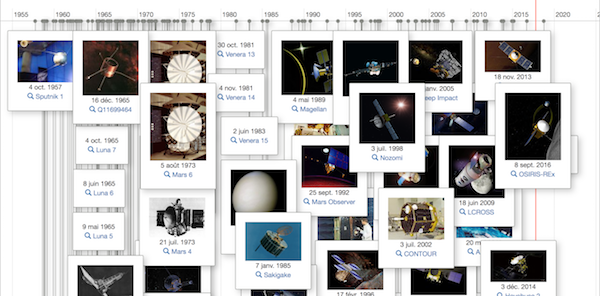 1955 1960 1965 1970 1975 1980 1985 1990 1995 2000 2005 2010 2015 2020
4 oct. 1957
Sputnik 1
16 déc. 1965
Q11699464
30 oct. 1981
Venera 13
4 nov. 1981
Venera 14
2 juin 1983
Venera 15
4 mai 1989
Magellan
janv. 2005
eep Impact
18 nov. 2013
4 oct. 1965
Luna 7
8 juin 1965
Luna 6
9 mai 1965
Luna 5
5 août 1973
Mars 6
21 juil. 1973
Mars 4
7 janv. 1985
Sakigake
25 sept. 1992
Mars Observer
3 juil. 1998
Nozomi
3 juil. 2002
CONTOUR
18 juin 2009
LCROSS
8 sept. 2016
OSIRIS-REx
20 m
A
17 févr. 1996
3 déc. 2014